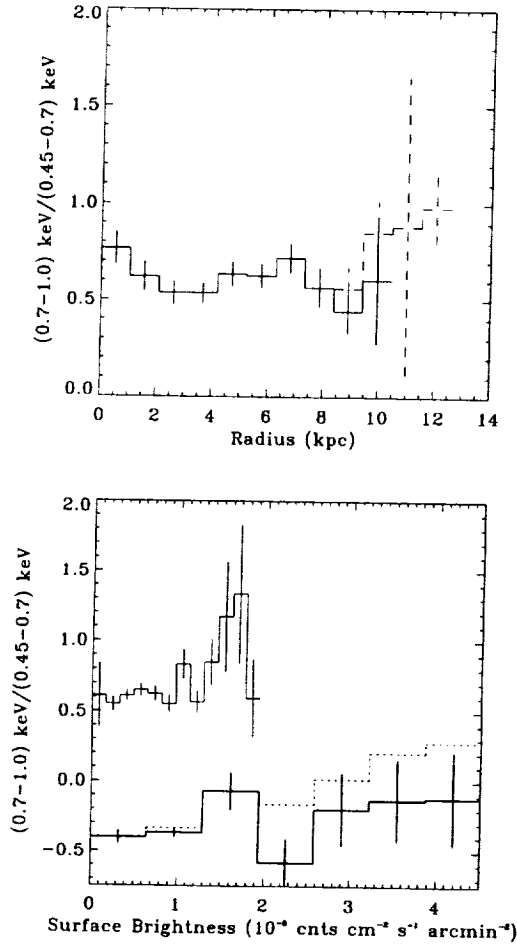 2.0
1.5
1.0
0.5
0.0
(0.7-1.0) keV/(0.45-0.7) keV
0 2 4 6 8 10 12 14
Radius (kpc)
2.0
1.5
1.0
0.5
0.0
-0.5
(0.7-1.0) keV/(0.45-0.7) keV
0 1 2 3 4
Surface Brightness (10⁻⁶ cnts cm⁻² s⁻¹ arcmin⁻²)